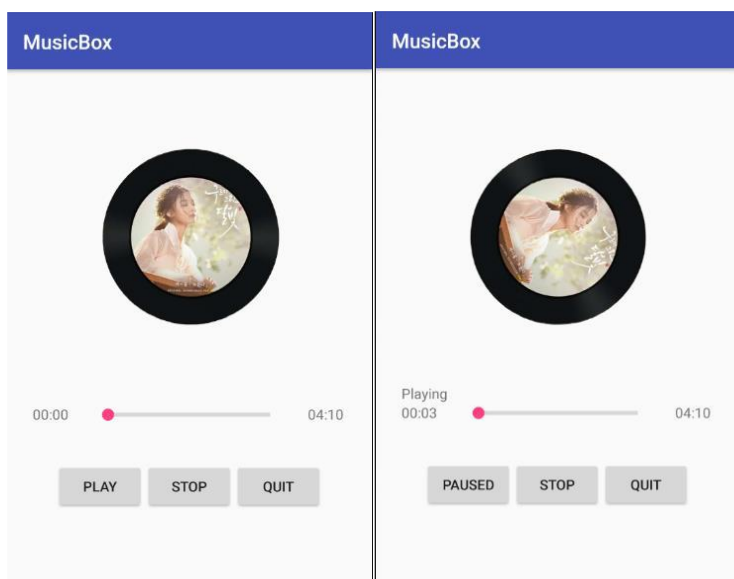 MusicBox
00:00 04:10
PLAY STOP QUIT
MusicBox
Playing
00:03 04:10
PAUSED STOP QUIT